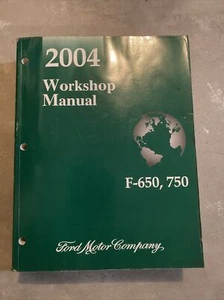 2004
Workshop
Manual
F-650, 750
Ford Motor Company